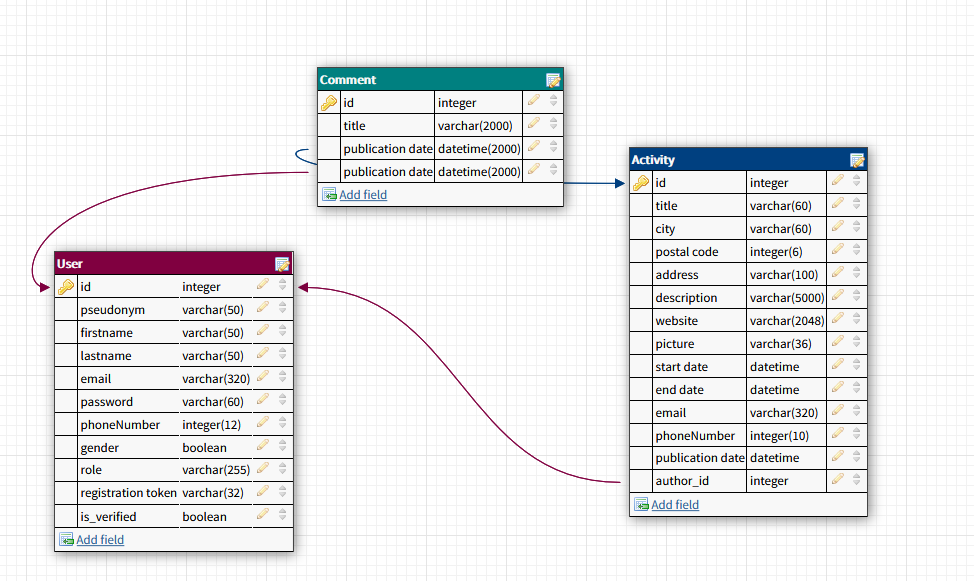 Comment
id integer
title varchar(2000)
publication date datetime(2000)
publication date datetime(2000)
Add field
Activity
id integer
title varchar(60)
city varchar(60)
postal code integer(6)
address varchar(100)
description varchar(5000)
website varchar(2048)
picture varchar(36)
start date datetime
end date datetime
email varchar(320)
phoneNumber integer(10)
publication date datetime
author_id integer
Add field
User
id integer
pseudonym varchar(50)
firstname varchar(50)
lastname varchar(50)
email varchar(320)
password varchar(60)
phoneNumber integer(12)
gender boolean
role varchar(255)
registration token varchar(32)
is_verified boolean
Add field